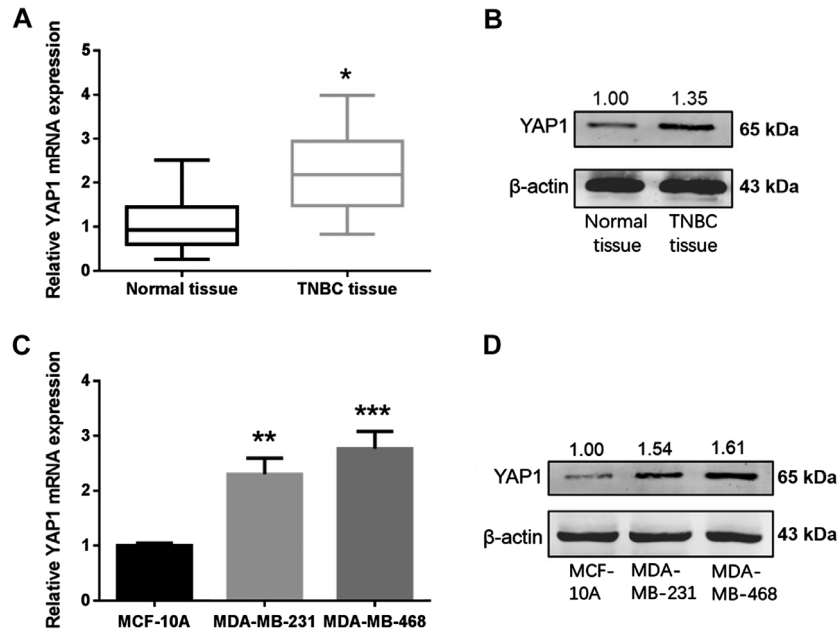 A
Relative YAP1 mRNA expression
5
4
3
2
1
0
*
Normal tissue
TNBC tissue
B
1.00 1.35
YAP1
65 kDa
β-actin
43 kDa
Normal
tissue
TNBC
tissue
C
Relative YAP1 mRNA expression
4
3
2
1
0
**
***
MCF-10A
MDA-MB-231
MDA-MB-468
D
1.00 1.54 1.61
YAP1
65 kDa
β-actin
43 kDa
MCF-
10A
MDA-
MB-231
MDA-
MB-468